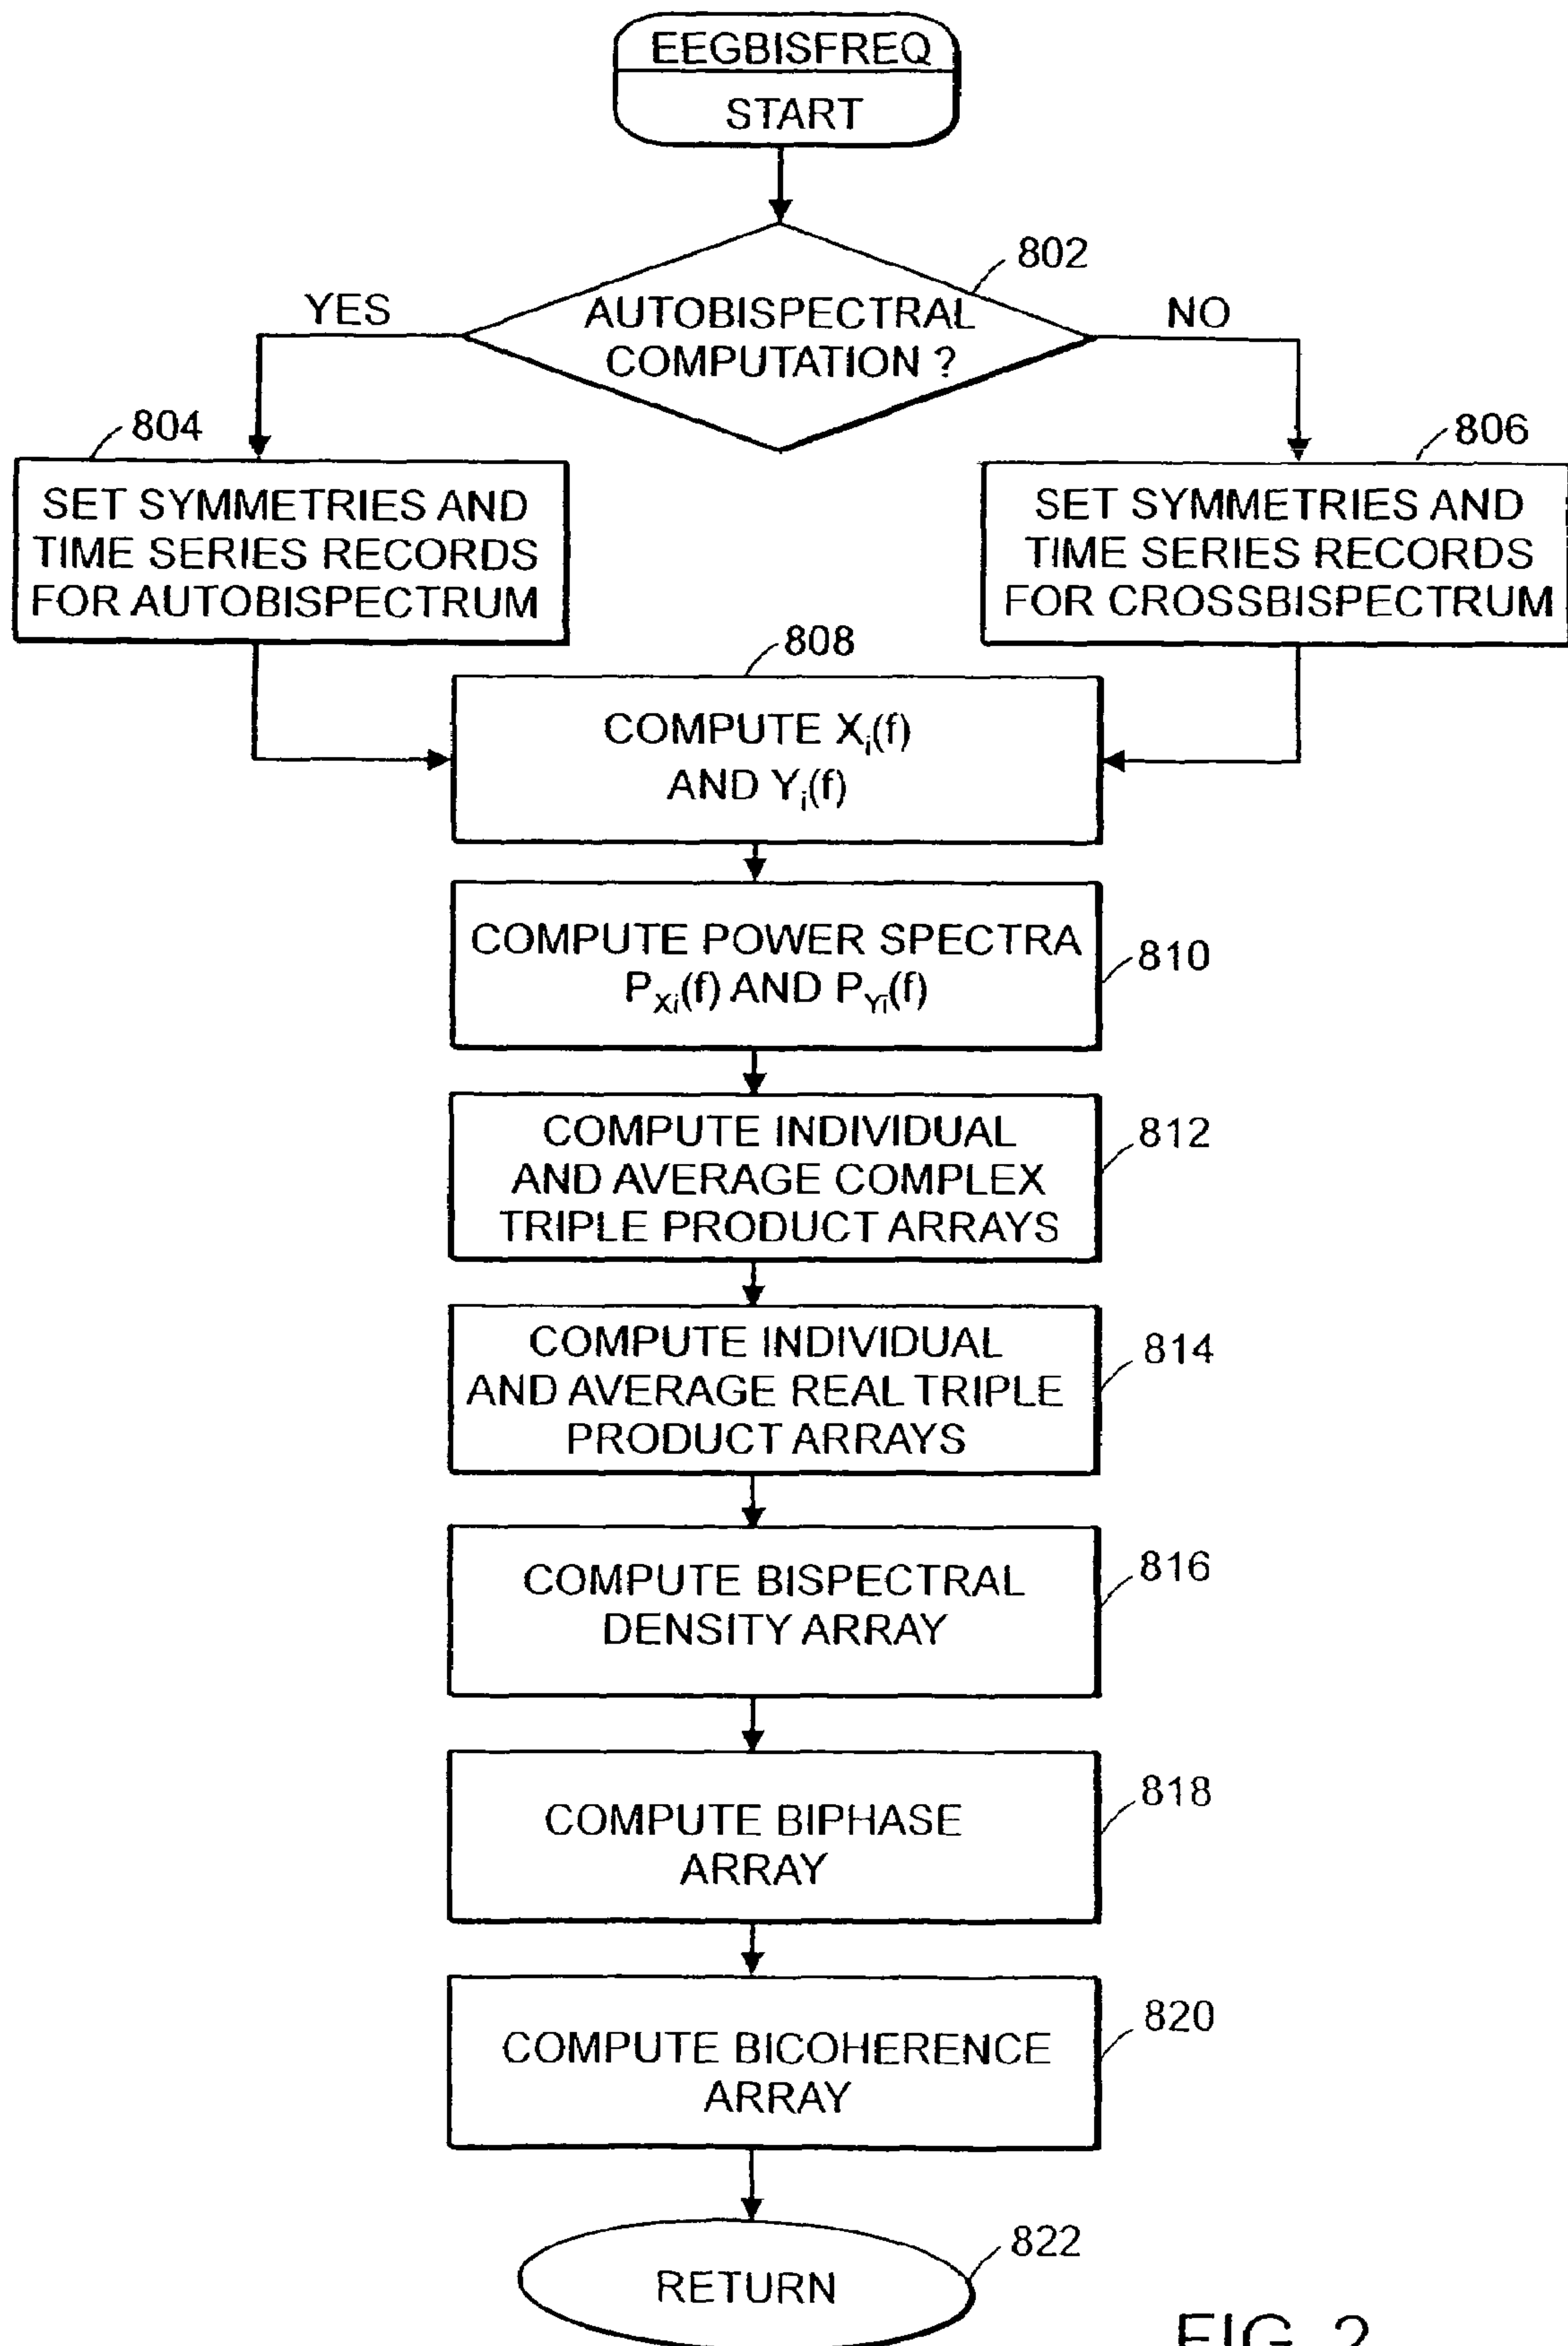 EEGBISFREQ
START
802
YES
AUTOBISPECTRAL
COMPUTATION ?
NO
804
SET SYMMETRIES AND
TIME SERIES RECORDS
FOR AUTOBISPECTRUM
806
SET SYMMETRIES AND
TIME SERIES RECORDS
FOR CROSSBISPECTRUM
808
COMPUTE Xi(f)
AND Yi(f)
COMPUTE POWER SPECTRA
PXi(f) AND PYi(f)
810
COMPUTE INDIVIDUAL
AND AVERAGE COMPLEX
TRIPLE PRODUCT ARRAYS
812
COMPUTE INDIVIDUAL
AND AVERAGE REAL TRIPLE
PRODUCT ARRAYS
814
COMPUTE BISPECTRAL
DENSITY ARRAY
816
COMPUTE BIPHASE
ARRAY
818
COMPUTE BICOHERENCE
ARRAY
820
RETURN
822
FIG. 2